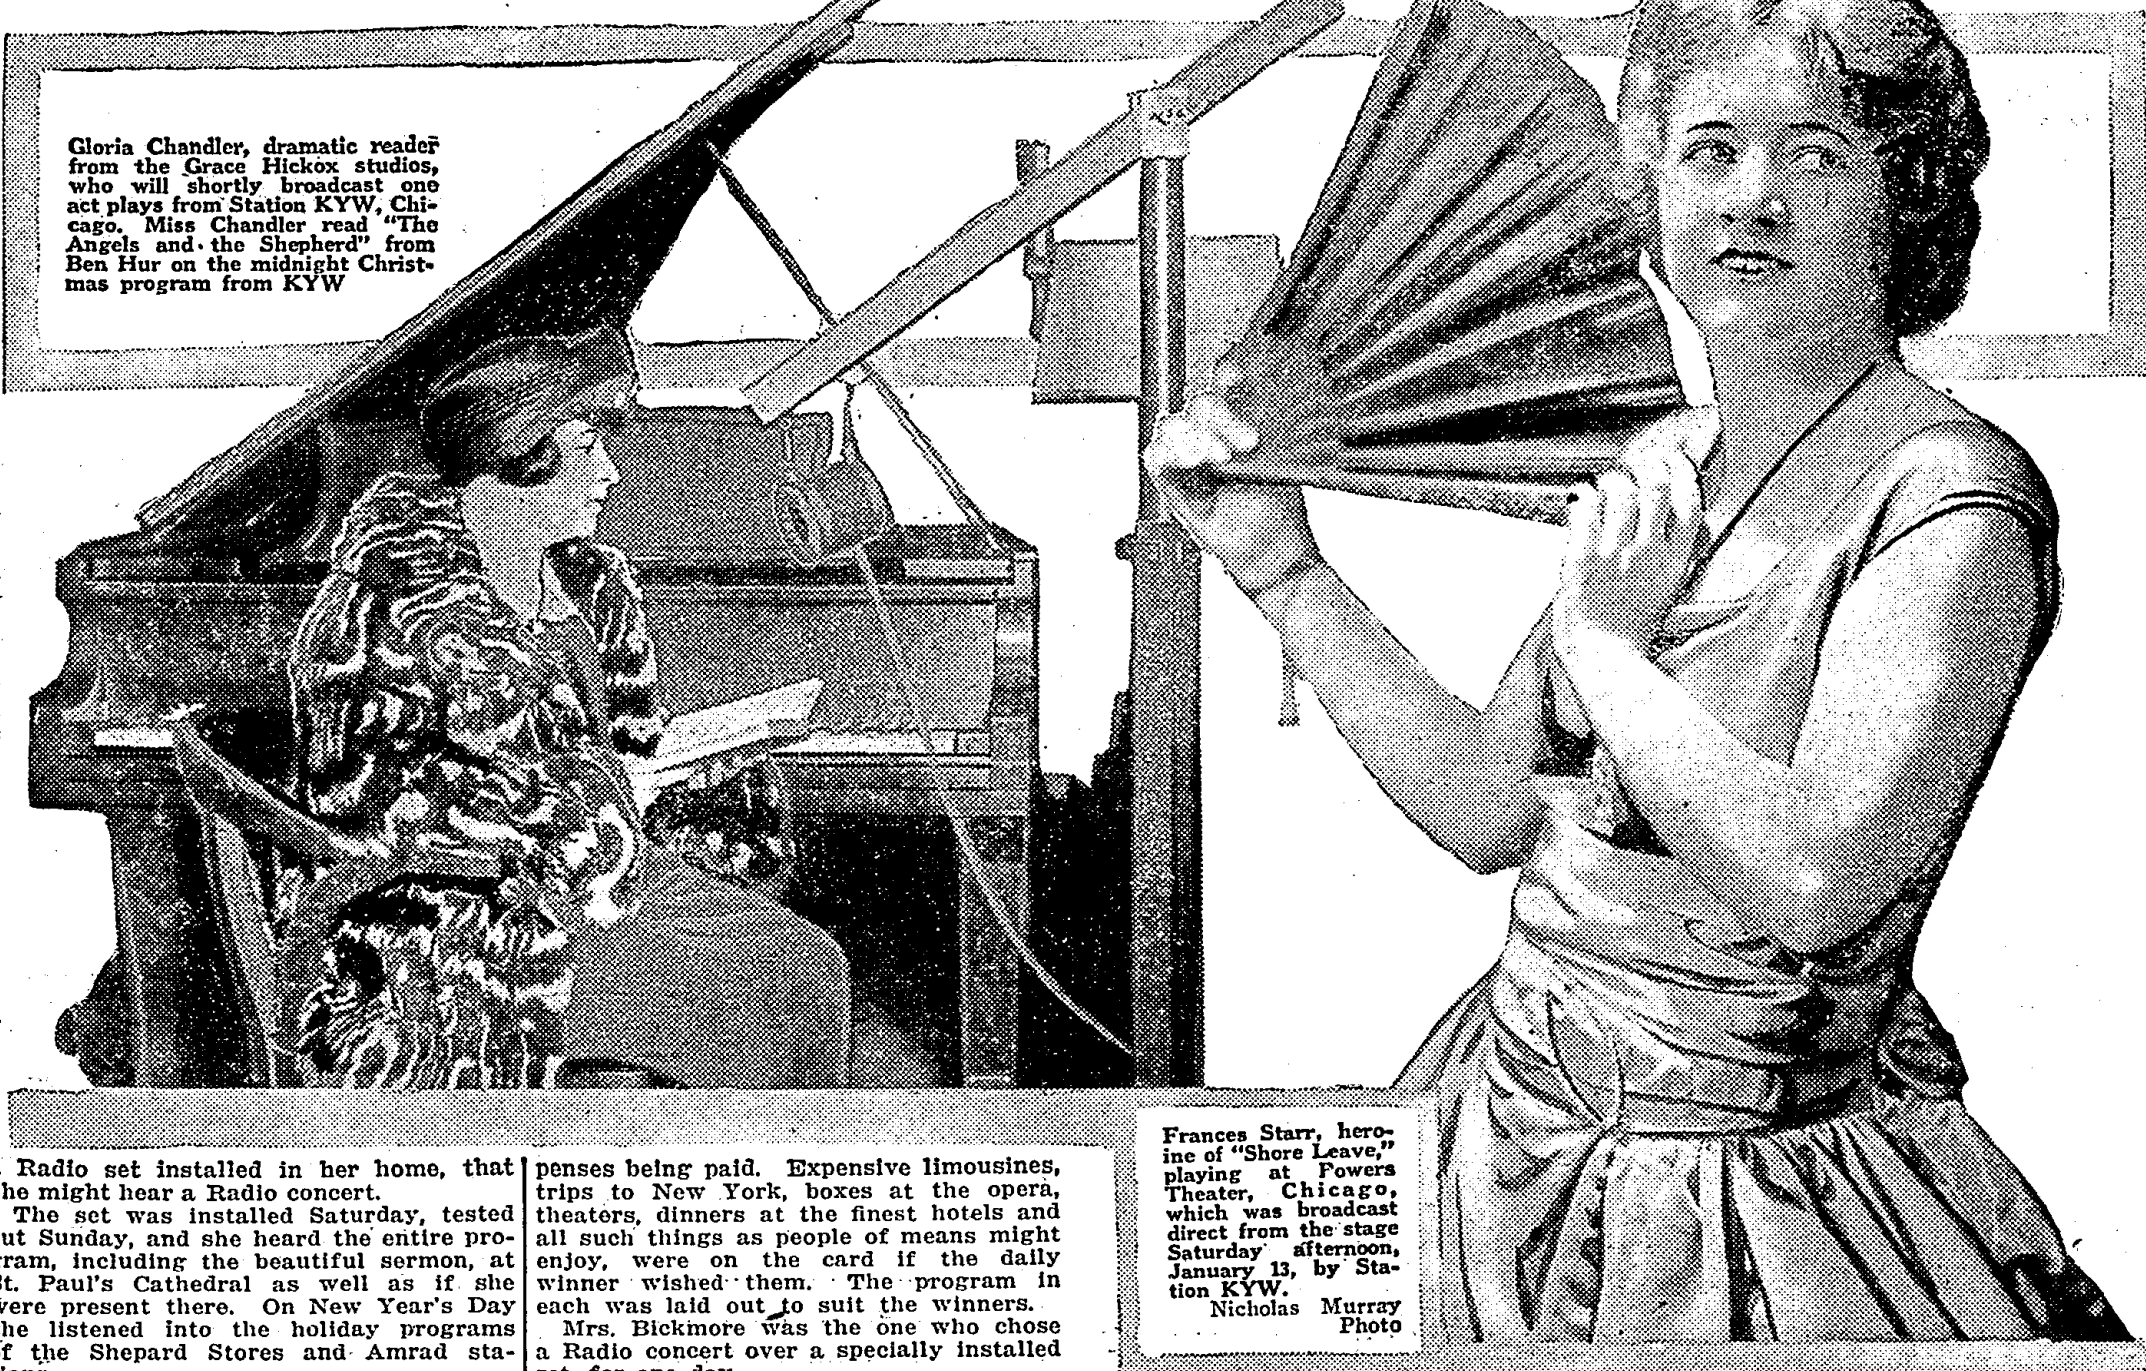 Gloria Chandler, dramatic reader
from the Grace Hickox studios,
who will shortly broadcast one
act plays from Station KYW, Chi-
cago. Miss Chandler read "The
Angels and the Shepherd" from
Ben Hur on the midnight Christ-
mas program from KYW
Radio set installed in her home, that
he might hear a Radio concert.
The set was installed Saturday, tested
ut Sunday, and she heard the entire pro-
ram, including the beautiful sermon, at
t. Paul's Cathedral as well as if she
ere present there. On New Year's Day
he listened into the holiday programs
f the Shepard Stores and Amrad sta-
penses being paid. Expensive limousines,
trips to New York, boxes at the opera,
theaters, dinners at the finest hotels and
all such things as people of means might
enjoy, were on the card if the daily
winner wished them. The program in
each was laid out to suit the winners.
Mrs. Bickmore was the one who chose
a Radio concert over a specially installed
Frances Starr, hero-
ine of "Shore Leave,"
playing at Powers
Theater, Chicago,
which was broadcast
direct from the stage
Saturday afternoon,
January 13, by Sta-
tion KYW.
Nicholas Murray
Photo